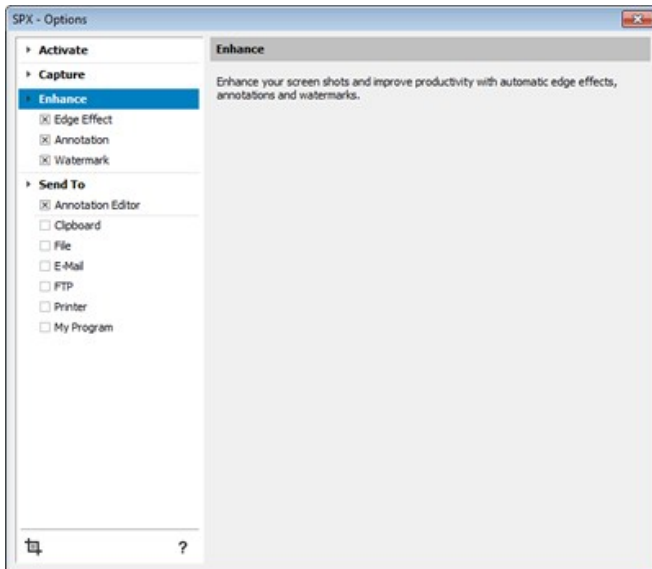 SPX - Options
Activate
Capture
Enhance
Edge Effect
Annotation
Watermark
Send To
Annotation Editor
Clipboard
File
E-Mail
FTP
Printer
My Program
?
Enhance
Enhance your screen shots and improve productivity with automatic edge effects,
annotations and watermarks.